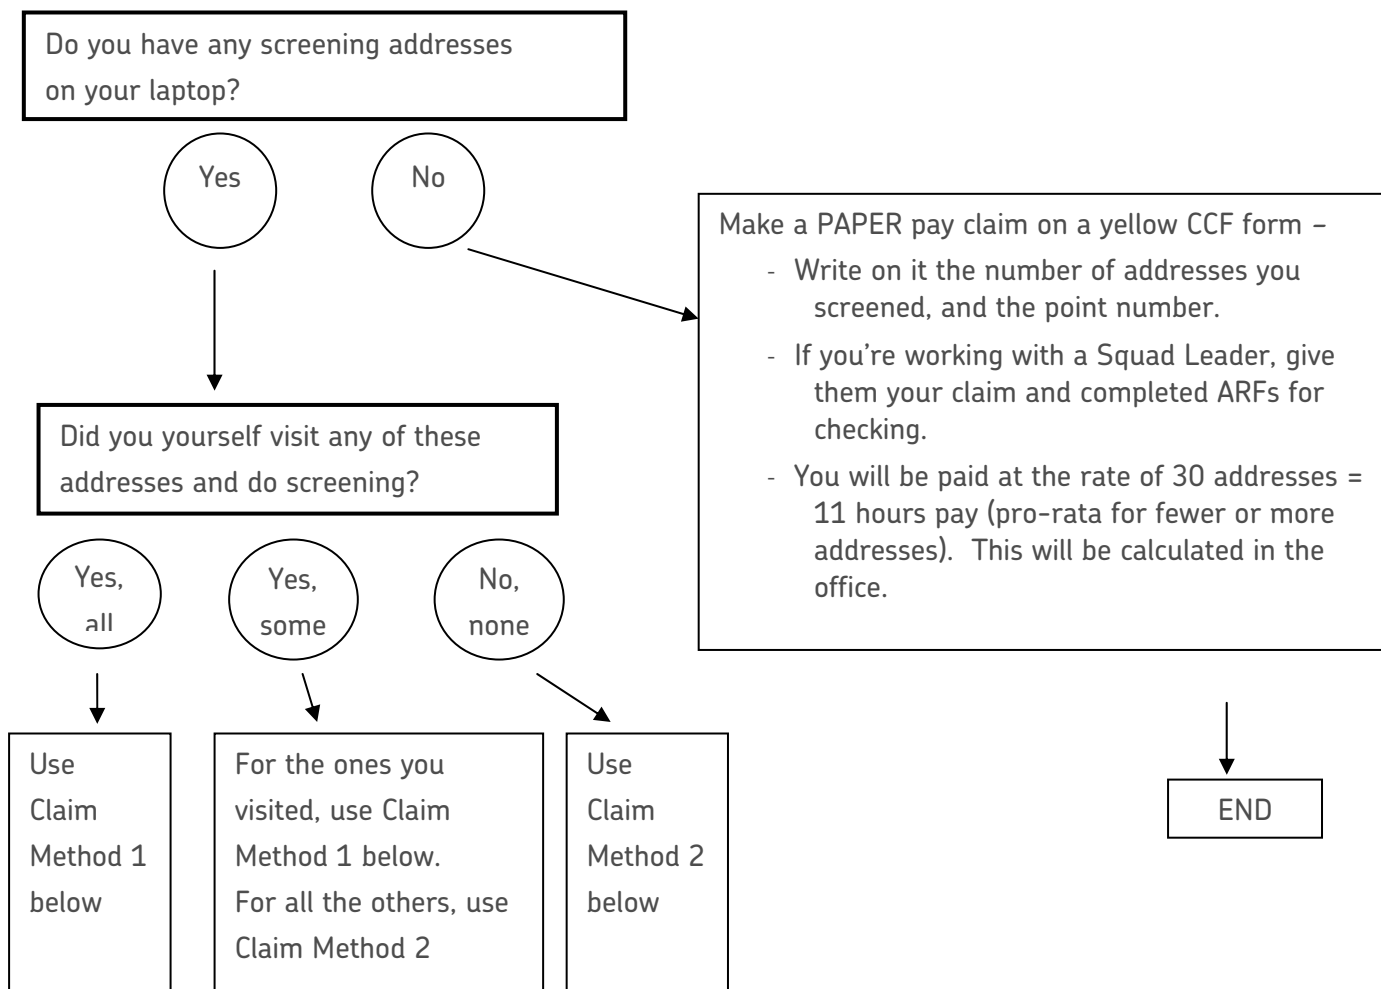 Do you have any screening addresses
on your laptop?
Yes
No
Make a PAPER pay claim on a yellow CCF form –
- Write on it the number of addresses you
screened, and the point number.
- If you’re working with a Squad Leader, give
them your claim and completed ARFs for
checking.
- You will be paid at the rate of 30 addresses =
11 hours pay (pro-rata for fewer or more
addresses).  This will be calculated in the
office.
Did you yourself visit any of these
addresses and do screening?
Yes,
all
Yes,
some
No,
none
Use
Claim
Method 1
below
For the ones you
visited, use Claim
Method 1 below.
For all the others, use
Claim Method 2
Use
Claim
Method 2
below
END